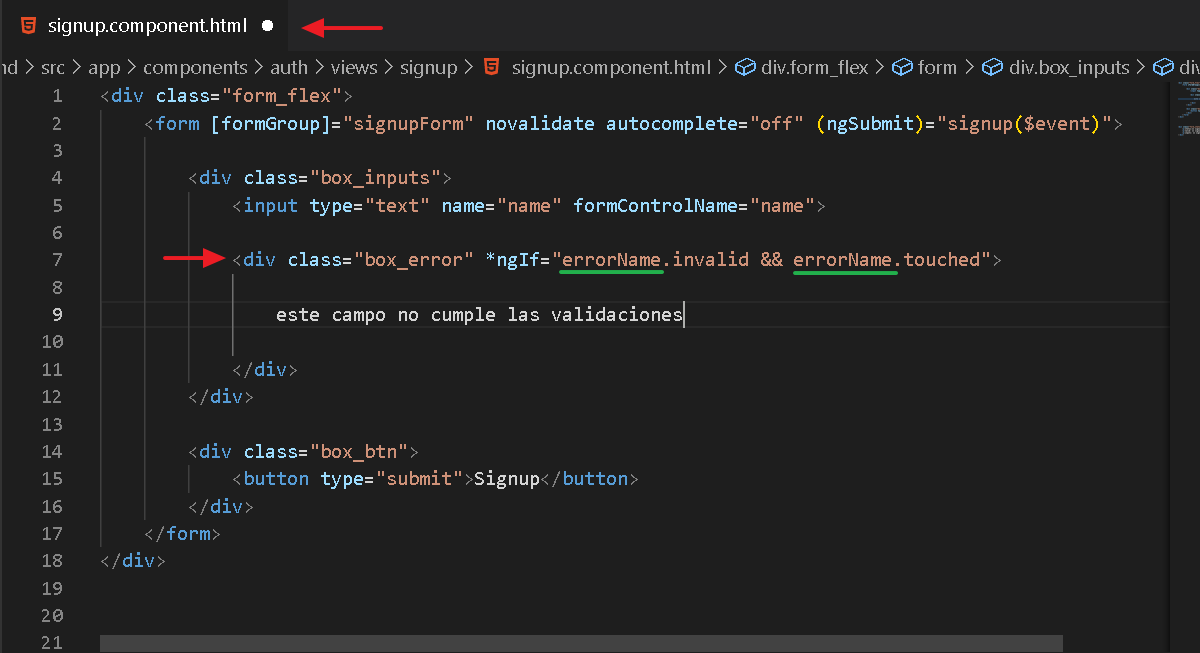 signup.component.html
nd > src > app > components > auth > views > signup > signup.component.html > div.form_flex > form > div.box_inputs > div
1 <div class="form_flex">
2 <form [formGroup]="signupForm" novalidate autocomplete="off" (ngSubmit)="signup($event)">
3
4 <div class="box_inputs">
5 <input type="text" name="name" formControlName="name">
6
7 <div class="box_error" *ngIf="errorName.invalid && errorName.touched">
8
9 este campo no cumple las validaciones
10
11 </div>
12 </div>
13
14 <div class="box_btn">
15 <button type="submit">Signup</button>
16 </div>
17 </form>
18 </div>
19
20
21